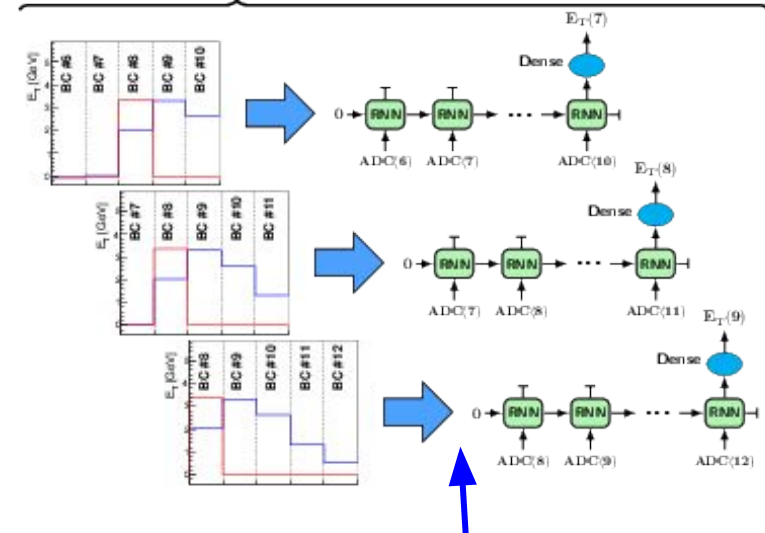 E_T(7)
Dense
E_T [GeV]
BC #6
BC #7
BC #8
BC #9
BC #10
0
RNN
RNN
···
RNN
ADC(6)
ADC(7)
ADC(10)
E_T(8)
Dense
E_T [GeV]
BC #7
BC #8
BC #9
BC #10
BC #11
0
RNN
RNN
···
RNN
ADC(7)
ADC(8)
ADC(11)
E_T(9)
Dense
E_T [GeV]
BC #8
BC #9
BC #10
BC #11
BC #12
0
RNN
RNN
···
RNN
ADC(8)
ADC(9)
ADC(12)